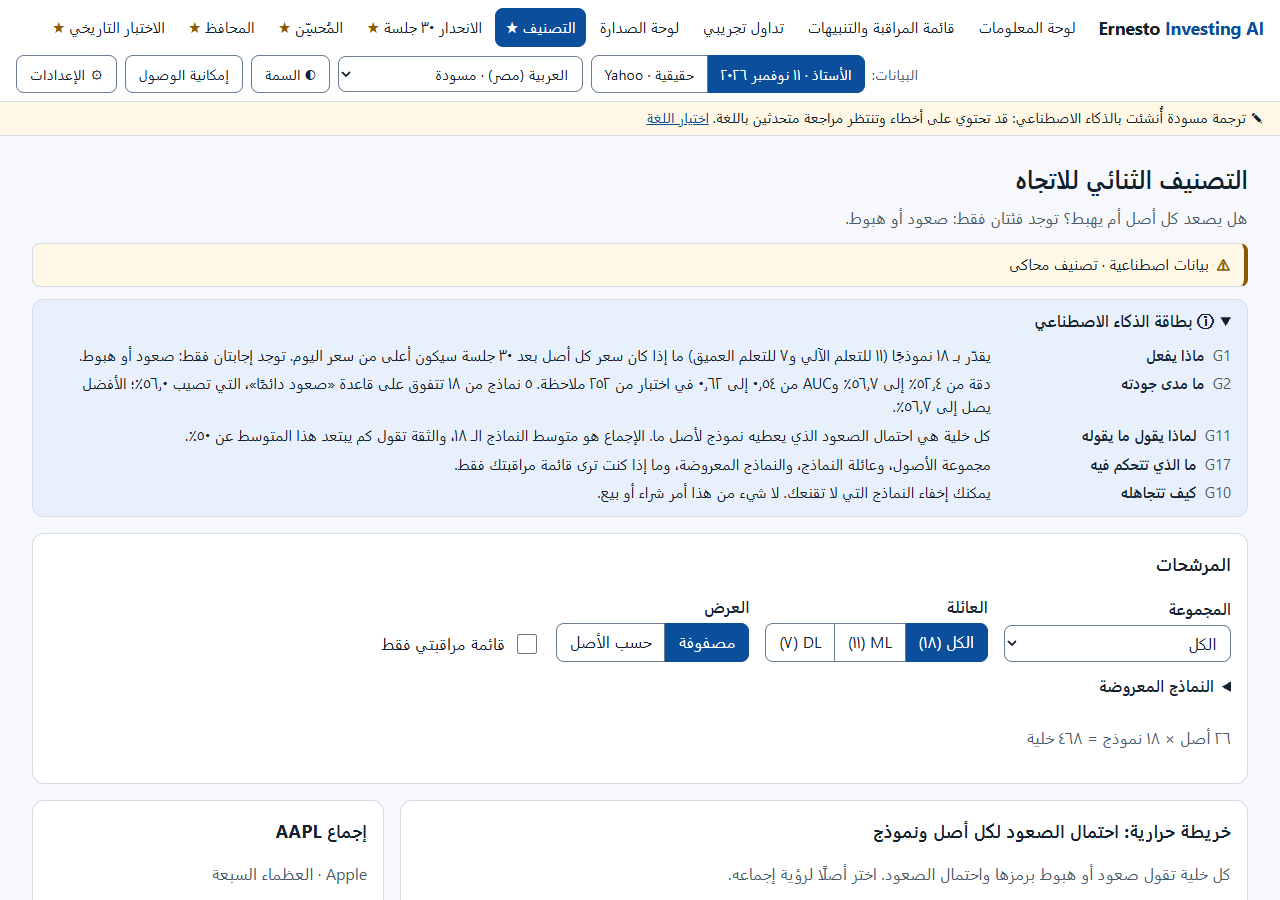 Ernesto Investing AI
لوحة المعلومات
قائمة المراقبة والتنبيهات
تداول تجريبي
لوحة الصدارة
التصنيف ★
الانحدار ٣٠ جلسة ★
المُحسّن ★
المحافظ ★
الاختبار التاريخي ★
البيانات:
الأستاذ · ١١ نوفمبر ٢٠٢٦
حقيقية · Yahoo
العربية (مصر) · مسودة
◐ السمة
إمكانية الوصول
⚙ الإعدادات
✎ ترجمة مسودة أُنشئت بالذكاء الاصطناعي: قد تحتوي على أخطاء وتنتظر مراجعة متحدثين باللغة. اختيار اللغة
التصنيف الثنائي للاتجاه
هل يصعد كل أصل أم يهبط؟ توجد فئتان فقط: صعود أو هبوط.
⚠ بيانات اصطناعية · تصنيف محاكى
▼ ⓘ بطاقة الذكاء الاصطناعي
G1 ماذا يفعل
يقدّر بـ ١٨ نموذجًا (١١ للتعلم الآلي و٧ للتعلم العميق) ما إذا كان سعر كل أصل بعد ٣٠ جلسة سيكون أعلى من سعر اليوم. توجد إجابتان فقط: صعود أو هبوط.
G2 ما مدى جودته
دقة من ٥٢٫٤٪ إلى ٥٦٫٧٪ وAUC من ٠٫٥٤ إلى ٠٫٦٢ في اختبار من ٢٥٢ ملاحظة. ٥ نماذج من ١٨ تتفوق على قاعدة «صعود دائمًا»، التي تصيب ٥٦٫٠٪؛ الأفضل
يصل إلى ٥٦٫٧٪.
G11 لماذا يقول ما يقوله
كل خلية هي احتمال الصعود الذي يعطيه نموذج لأصل ما. الإجماع هو متوسط النماذج الـ ١٨، والثقة تقول كم يبتعد هذا المتوسط عن ٥٠٪.
G17 ما الذي تتحكم فيه
مجموعة الأصول، وعائلة النماذج، والنماذج المعروضة، وما إذا كنت ترى قائمة مراقبتك فقط.
G10 كيف تتجاهله
يمكنك إخفاء النماذج التي لا تقنعك. لا شيء من هذا أمر شراء أو بيع.
المرشحات
المجموعة
الكل
العائلة
الكل (١٨)
ML (١١)
DL (٧)
العرض
مصفوفة
حسب الأصل
قائمة مراقبتي فقط
◀ النماذج المعروضة
٢٦ أصل × ١٨ نموذج = ٤٦٨ خلية
خريطة حرارية: احتمال الصعود لكل أصل ونموذج
كل خلية تقول صعود أو هبوط برمزها واحتمال الصعود. اختر أصلًا لرؤية إجماعه.
إجماع AAPL
Apple · العظماء السبعة